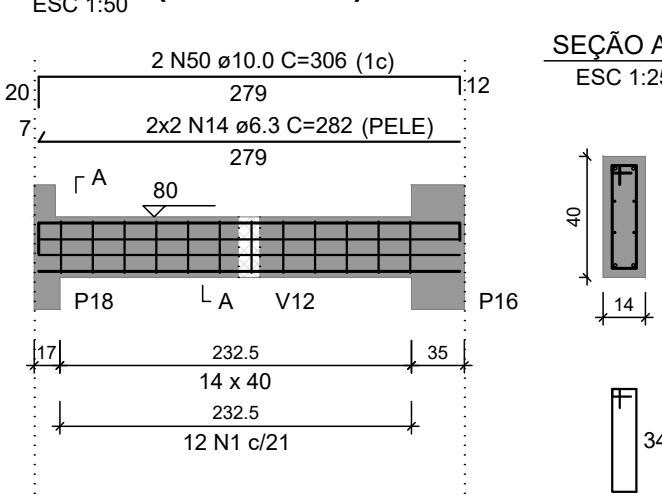 ESC 1:50
SEÇÃO A
ESC 1:25
2 N50 ø10.0 C=306 (1c)
20
279
12
7
2x2 N14 ø6.3 C=282 (PELE)
279
A
80
40
P18
A
V12
P16
14
17
232.5
35
14 x 40
232.5
12 N1 c/21
34